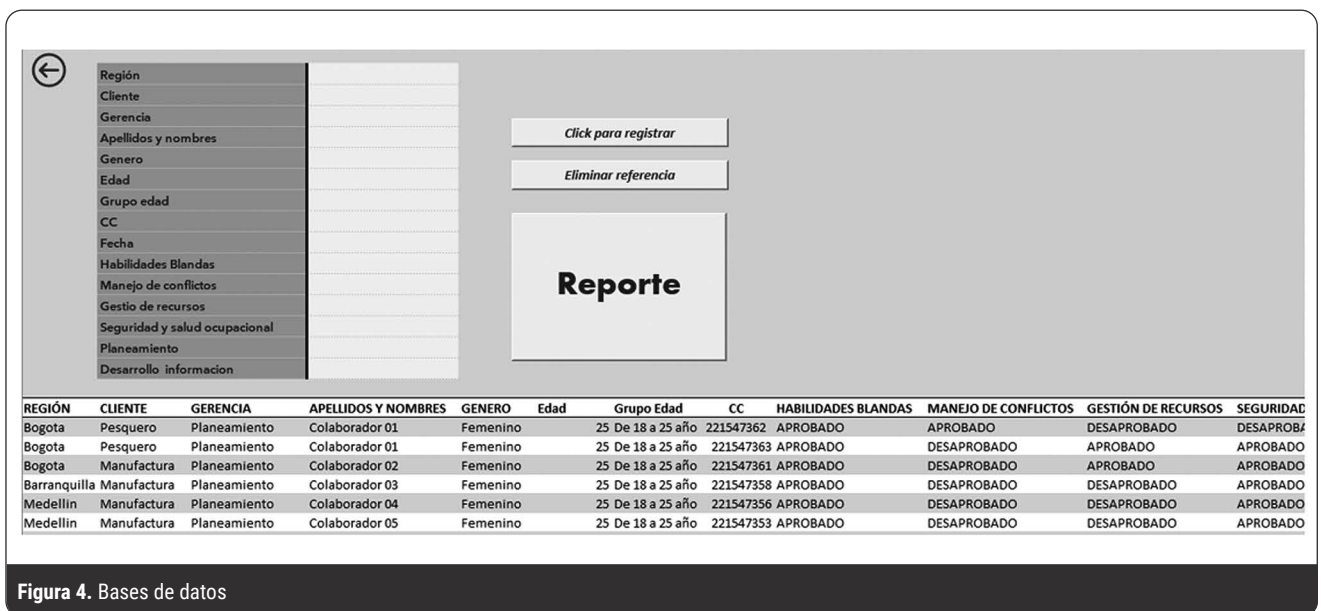 Región
Cliente
Gerencia
Apellidos y nombres
Genero
Edad
Grupo edad
CC
Fecha
Habilidades Blandas
Manejo de conflictos
Gestio de recursos
Seguridad y salud ocupacional
Planeamiento
Desarrollo informacion
Click para registrar
Eliminar referencia
Reporte
REGIÓN CLIENTE GERENCIA APELLIDOS Y NOMBRES GENERO Edad Grupo Edad CC HABILIDADES BLANDAS MANEJO DE CONFLICTOS GESTIÓN DE RECURSOS SEGURIDAD
Bogota Pesquero Planeamiento Colaborador 01 Femenino 25 De 18 a 25 año 221547362 APROBADO APROBADO DESAPROBADO DESAPROBA
Bogota Pesquero Planeamiento Colaborador 01 Femenino 25 De 18 a 25 año 221547363 APROBADO DESAPROBADO APROBADO APROBADO
Bogota Manufactura Planeamiento Colaborador 02 Femenino 25 De 18 a 25 año 221547361 APROBADO DESAPROBADO APROBADO APROBADO
Barranquilla Manufactura Planeamiento Colaborador 03 Femenino 25 De 18 a 25 año 221547358 APROBADO DESAPROBADO DESAPROBADO APROBADO
Medellin Manufactura Planeamiento Colaborador 04 Femenino 25 De 18 a 25 año 221547356 APROBADO DESAPROBADO DESAPROBADO APROBADO
Medellin Manufactura Planeamiento Colaborador 05 Femenino 25 De 18 a 25 año 221547353 APROBADO DESAPROBADO DESAPROBADO APROBADO
Figura 4. Bases de datos